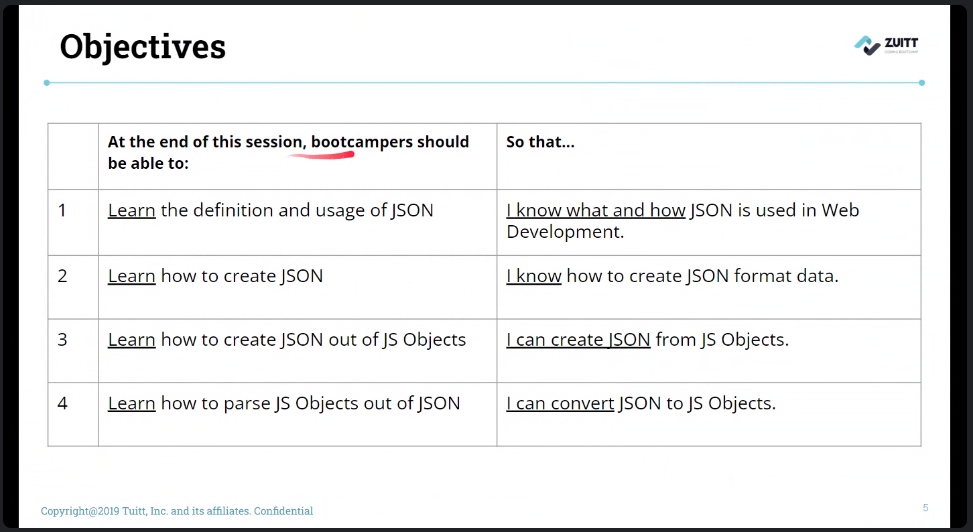 Objectives
ZUITT
At the end of this session, bootcampers should
be able to:
So that...
1
Learn the definition and usage of JSON
I know what and how JSON is used in Web
Development.
2
Learn how to create JSON
I know how to create JSON format data.
3
Learn how to create JSON out of JS Objects
I can create JSON from JS Objects.
4
Learn how to parse JS Objects out of JSON
I can convert JSON to JS Objects.
Copyright@2019 Tuitt, Inc. and its affiliates. Confidential
5